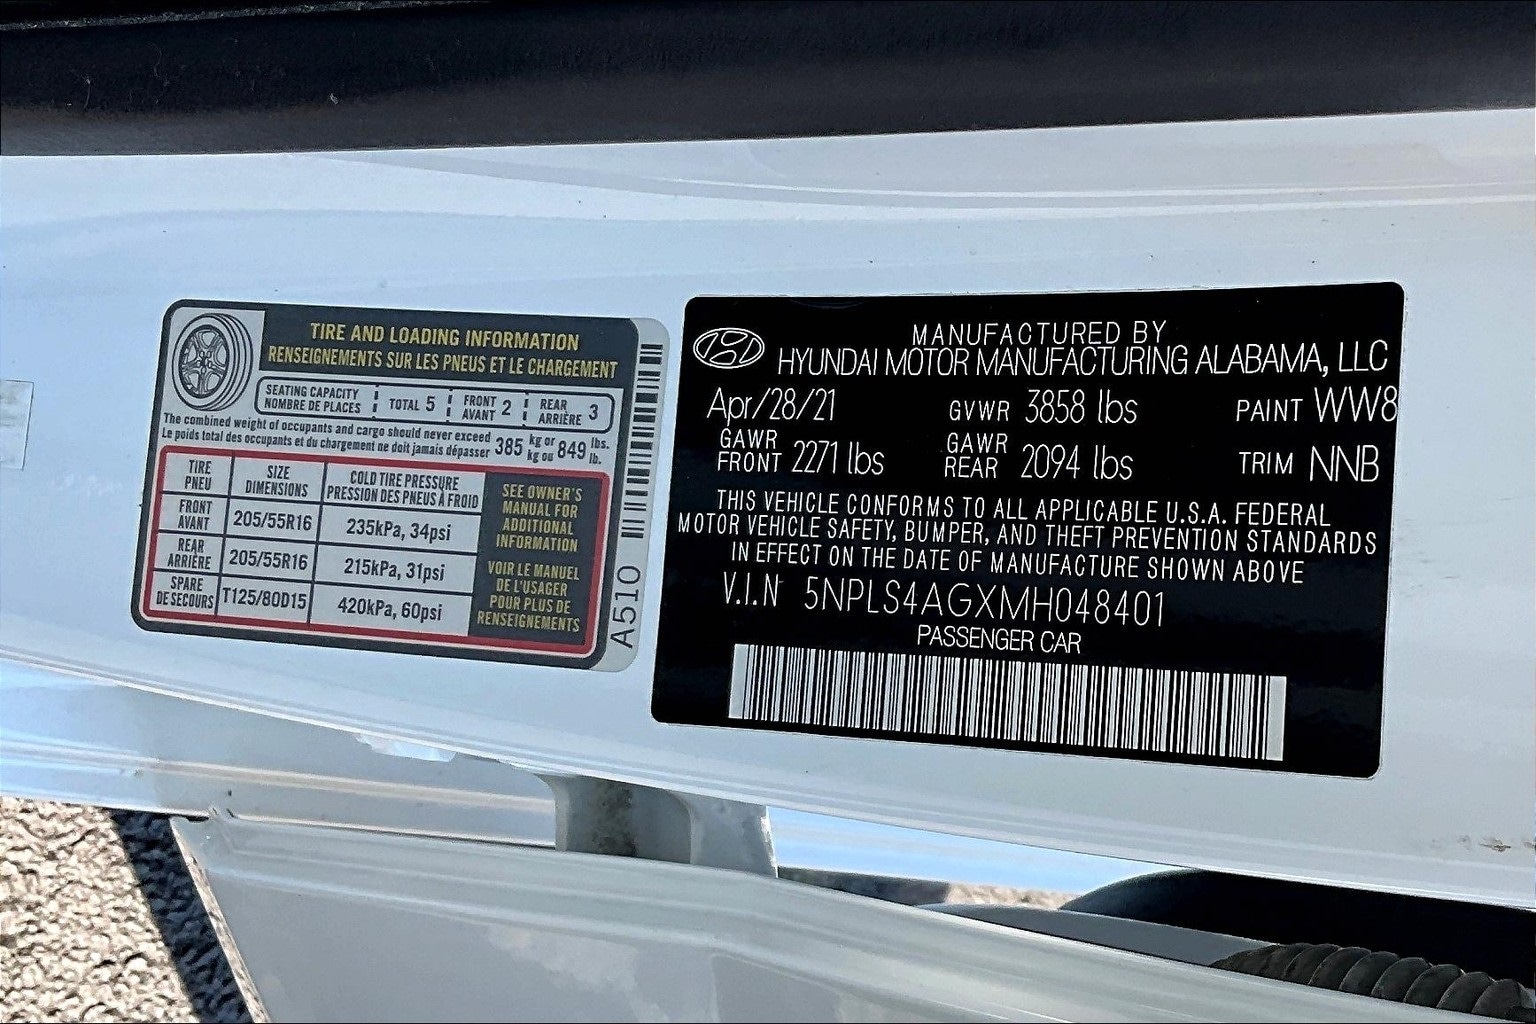 TIRE AND LOADING INFORMATION
RENSEIGNEMENTS SUR LES PNEUS ET LE CHARGEMENT
SEATING CAPACITY
NOMBRE DE PLACES
TOTAL 5
FRONT
AVANT 2
REAR
ARRIÈRE 3
The combined weight of occupants and cargo should never exceed 385 kg or 849 lbs.
Le poids total des occupants et du chargement ne doit jamais dépasser kg ou lb.
TIRE
PNEU
SIZE
DIMENSIONS
COLD TIRE PRESSURE
PRESSION DES PNEUS À FROID
FRONT
AVANT
205/55R16
235kPa, 34psi
REAR
ARRIÈRE
205/55R16
215kPa, 31psi
SPARE
DE SECOURS
T125/80D15
420kPa, 60psi
SEE OWNER'S
MANUAL FOR
ADDITIONAL
INFORMATION
VOIR LE MANUEL
DE L'USAGER
POUR PLUS DE
RENSEIGNEMENTS
A510
MANUFACTURED BY
HYUNDAI MOTOR MANUFACTURING ALABAMA, LLC
Apr/28/21 GVWR 3858 lbs PAINT WW8
GAWR
FRONT 2271 lbs
GAWR
REAR 2094 lbs
TRIM NNB
THIS VEHICLE CONFORMS TO ALL APPLICABLE U.S.A. FEDERAL
MOTOR VEHICLE SAFETY, BUMPER, AND THEFT PREVENTION STANDARDS
IN EFFECT ON THE DATE OF MANUFACTURE SHOWN ABOVE
V.I.N 5NPLS4AGXMH048401
PASSENGER CAR